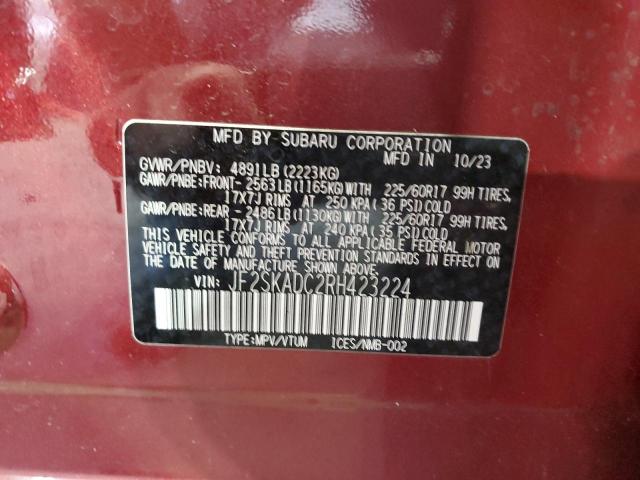 MFD BY SUBARU CORPORATION
MFD IN 10/23
GVWR/PNBV: 4891LB(2223KG)
GAWR/PNBE:FRONT- 2563LB(1165KG)WITH 225/60R17 99H TIRES
17X7J RIMS AT 250 KPA(36 PSI)COLD
GAWR/PNBE:REAR - 2486LB(1130KG)WITH 225/60R17 99H TIRES
17X7J RIMS AT 240 KPA(35 PSI)COLD
THIS VEHICLE CONFORMS TO ALL APPLICABLE FEDERAL MOTOR
VEHICLE SAFETY AND THEFT PREVENTION STANDARDS IN EFFECT
ON THE DATE OF MANUFACTURE SHOWN ABOVE.
VIN: JF2SKADC2RH423224
TYPE:MPV/VTUM ICES/NMB-002